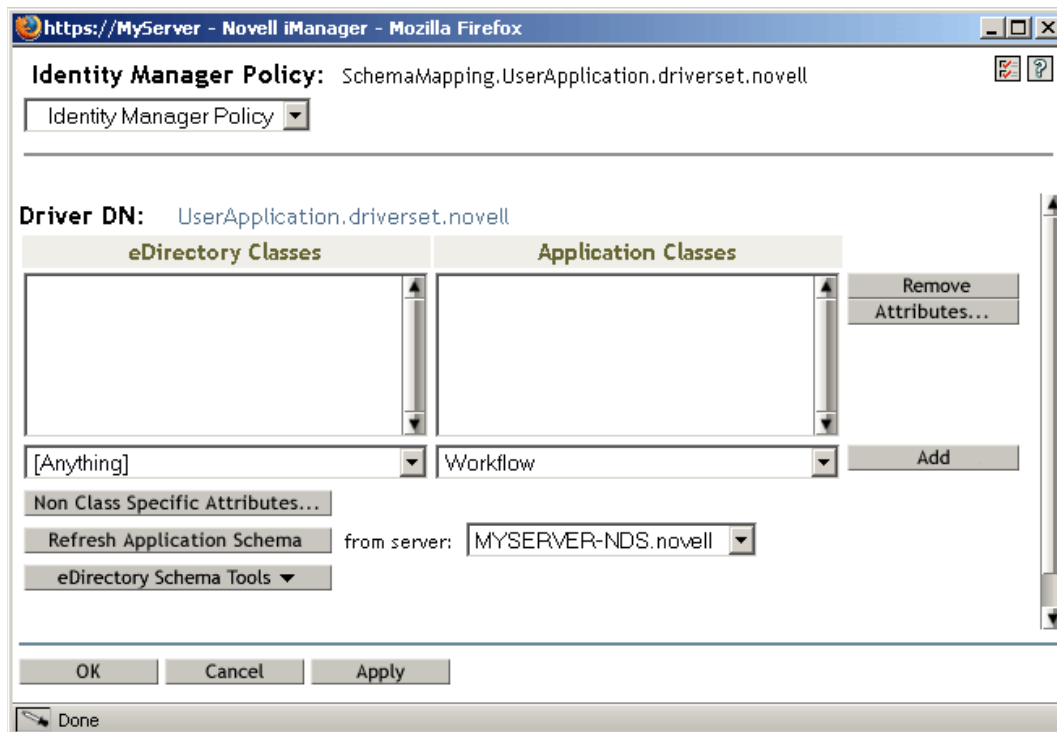 https://MyServer - Novell iManager - Mozilla Firefox
Identity Manager Policy: SchemaMapping.UserApplication.driverset.novell
Identity Manager Policy
Driver DN: UserApplication.driverset.novell
eDirectory Classes Application Classes
Remove
Attributes...
[Anything] Workflow Add
Non Class Specific Attributes...
Refresh Application Schema from server: MYSERVER-NDS.novell
eDirectory Schema Tools
OK Cancel Apply
Done